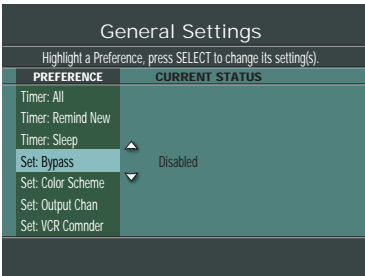 General Settings
Highlight a Preference, press SELECT to change its setting(s).
PREFERENCE CURRENT STATUS
Timer: All
Timer: Remind New
Timer: Sleep
Set: Bypass Disabled
Set: Color Scheme
Set: Output Chan
Set: VCR Comnder